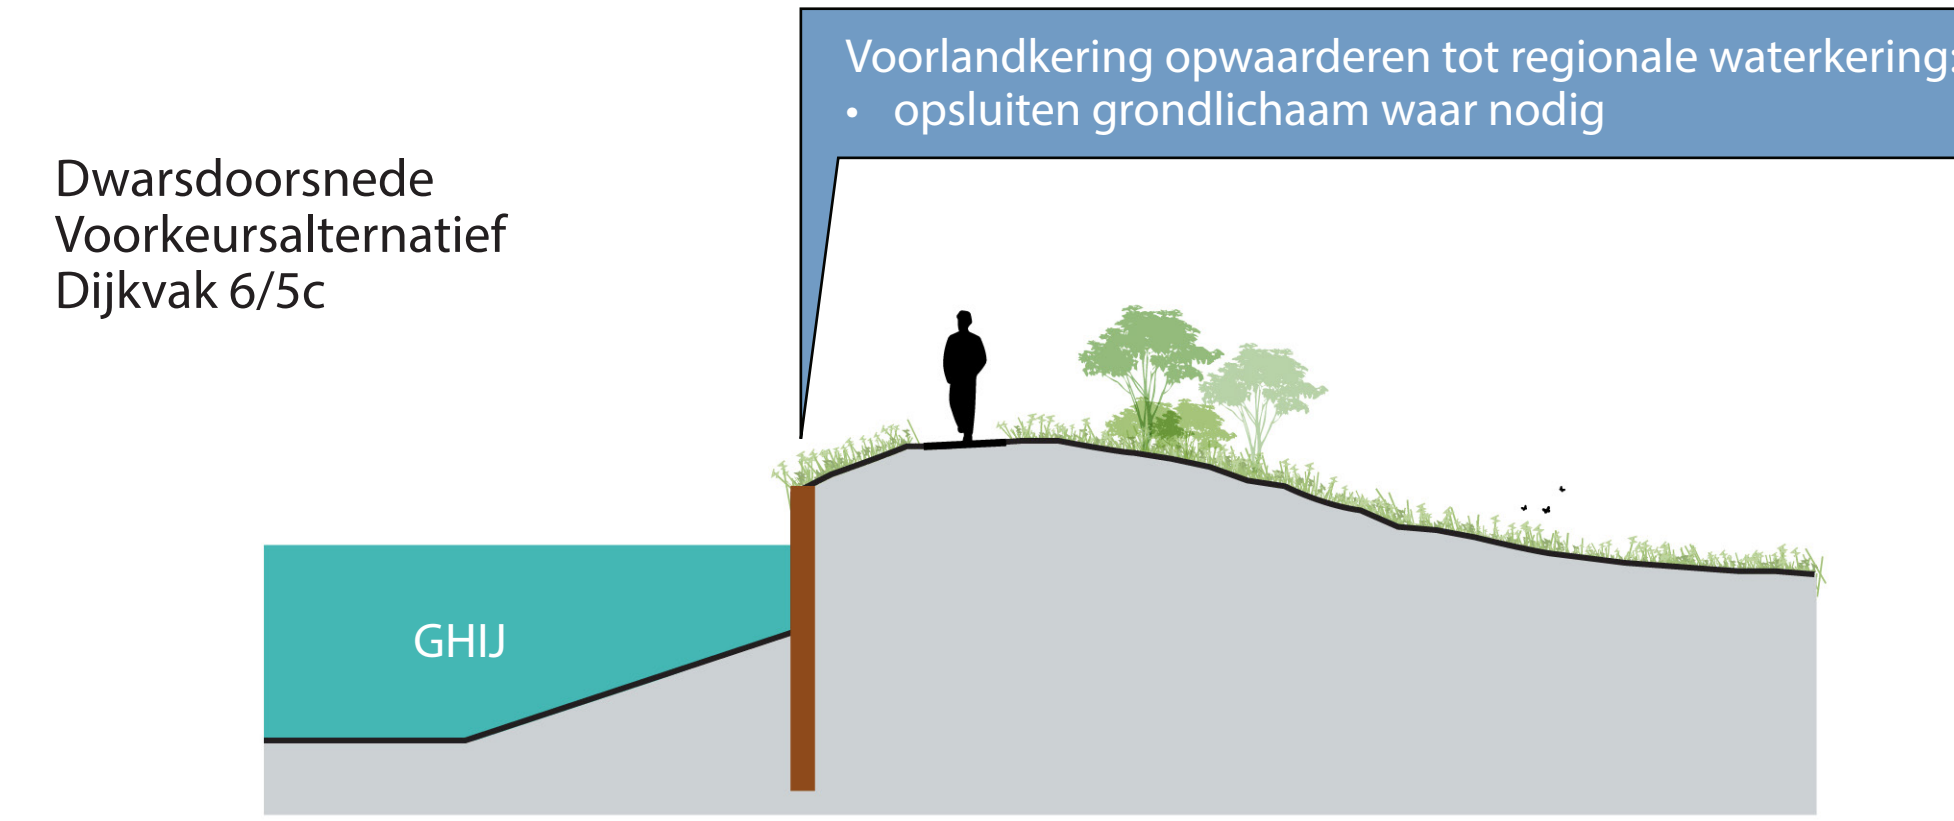 Voorlandkering opwaarderen tot regionale waterkering:
• opsluiten grondlichaam waar nodig
Dwarsdoorsnede
Voorkeursalternatief
Dijkvak 6/5c
GHIJ